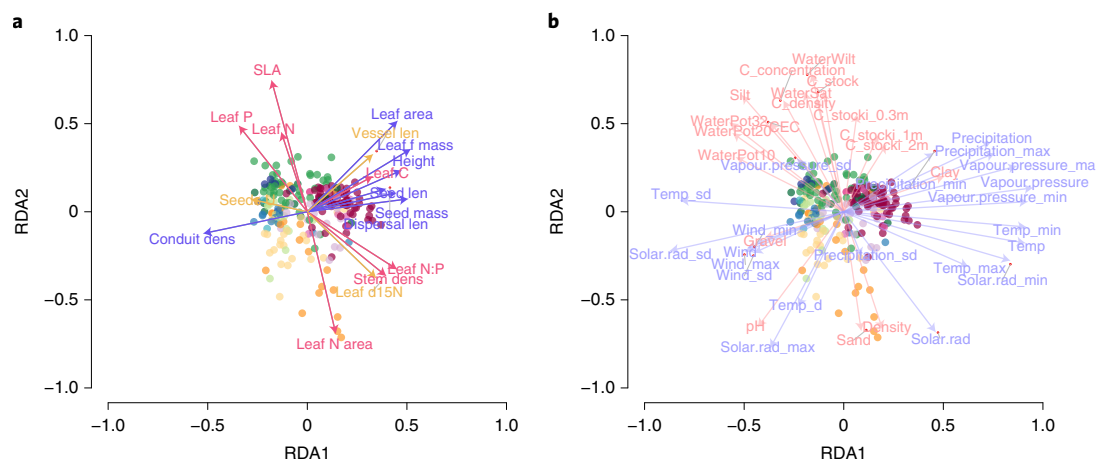 a
1.0
0.5
0
−0.5
−1.0
RDA2
SLA
Leaf P
Leaf N
Leaf area
Vessel len
Leaf f mass
Height
Leaf C
Seed len
Seed mass
Dispersal len
Conduit dens
Leaf N:P
Stem dens
Leaf d15N
Leaf N area
−1.0 −0.5 0 0.5 1.0
RDA1
b
1.0
0.5
0
−0.5
−1.0
RDA2
WaterWilt
C_concentration
C_stock
Silt
WaterSat
C_density
C_stocki_0.3m
WaterPot32
CEC
WaterPot20
C_stocki_1m
C_stocki_2m
WaterPot10
Precipitation
Precipitation_max
Vapour.pressure_sd
Vapour.pressure_ma
Clay
Precipitation_min
Vapour.pressure
Vapour.pressure_min
Temp_sd
Wind_min
Gravel
Temp_min
Temp
Solar.rad_sd
Wind
Precipitation_sd
Wind_max
Wind_sd
Temp_max
Solar.rad_min
Temp_d
pH
Density
Sand
Solar.rad
Solar.rad_max
−1.0 −0.5 0 0.5 1.0
RDA1